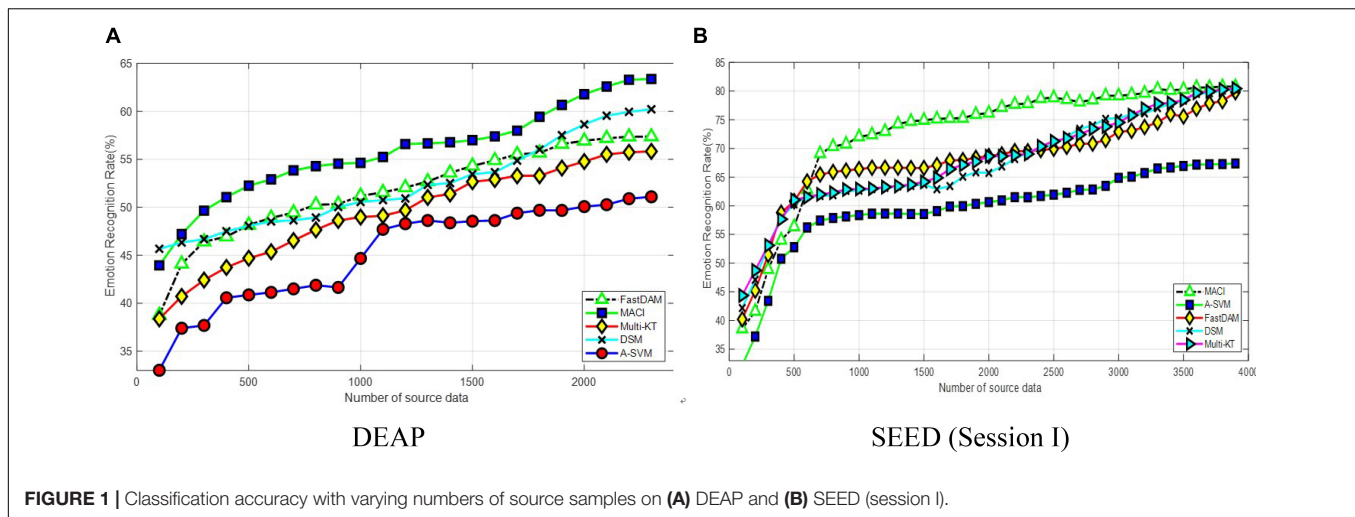 A
Emotion Recognition Rate(%)
65
60
55
50
45
40
35
0
500
1000
1500
2000
Number of source data
FastDAM
MACI
Multi-KT
DSM
A-SVM
DEAP
B
Emotion Recognition Rate(%)
85
80
75
70
65
60
55
50
45
40
35
0
500
1000
1500
2000
2500
3000
3500
4000
Number of source data
MACI
A-SVM
FastDAM
DSM
Multi-KT
SEED (Session I)
FIGURE 1 | Classification accuracy with varying numbers of source samples on (A) DEAP and (B) SEED (session I).